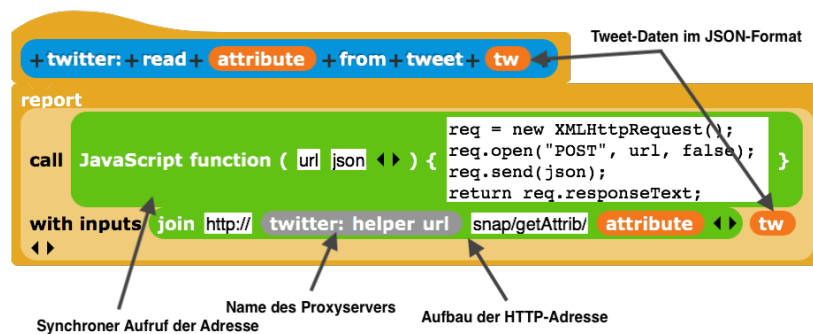 Tweet-Daten im JSON-Format
+ twitter: + read + attribute + from + tweet + tw +
report
call JavaScript function ( url json ) {
req = new XMLHttpRequest();
req.open("POST", url, false);
req.send(json);
return req.responseText;
}
with inputs join http:// twitter: helper url snap/getAttrib/ attribute tw
Name des Proxyservers
Aufbau der HTTP-Adresse
Synchroner Aufruf der Adresse